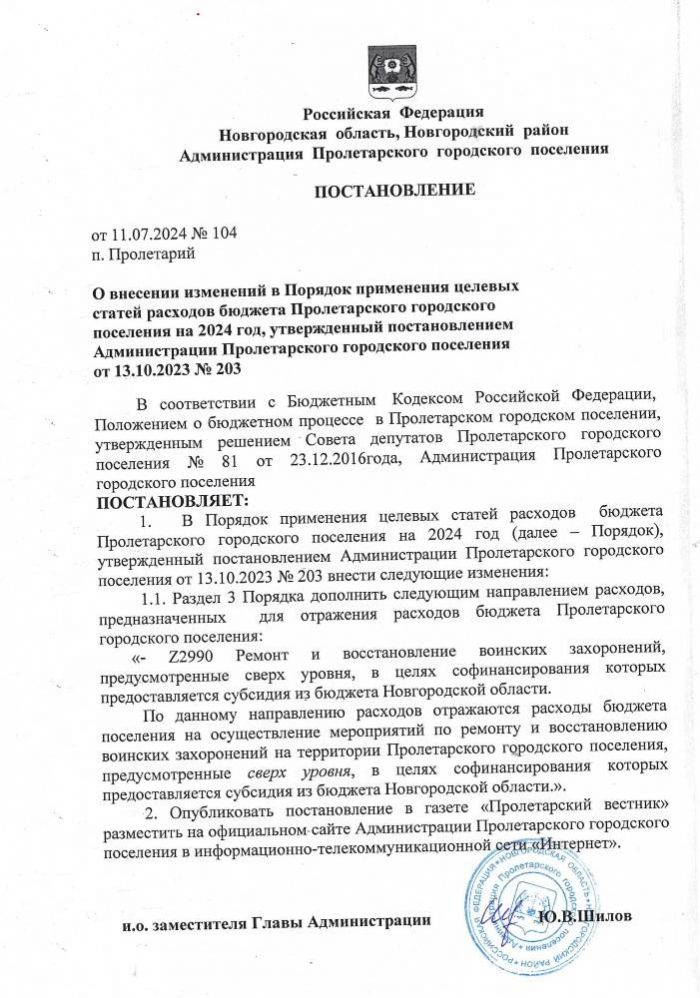 Российская Федерация
Новгородская область, Новгородский район
Администрация Пролетарского городского поселения
ПОСТАНОВЛЕНИЕ
от 11.07.2024 № 104
п. Пролетарий
О внесении изменений в Порядок применения целевых
статей расходов бюджета Пролетарского городского
поселения на 2024 год, утвержденный постановлением
Администрации Пролетарского городского поселения
от 13.10.2023 № 203
В соответствии с Бюджетным Кодексом Российской Федерации,
Положением о бюджетном процессе в Пролетарском городском поселении,
утвержденным решением Совета депутатов Пролетарского городского
поселения № 81 от 23.12.2016года, Администрация Пролетарского
городского поселения
ПОСТАНОВЛЯЕТ:
1. В Порядок применения целевых статей расходов бюджета
Пролетарского городского поселения на 2024 год (далее – Порядок),
утвержденный постановлением Администрации Пролетарского городского
поселения от 13.10.2023 № 203 внести следующие изменения:
1.1. Раздел 3 Порядка дополнить следующим направлением расходов,
предназначенных для отражения расходов бюджета Пролетарского
городского поселения:
«- Z2990 Ремонт и восстановление воинских захоронений,
предусмотренные сверх уровня, в целях софинансирования которых
предоставляется субсидия из бюджета Новгородской области.
По данному направлению расходов отражаются расходы бюджета
поселения на осуществление мероприятий по ремонту и восстановлению
воинских захоронений на территории Пролетарского городского поселения,
предусмотренные сверх уровня, в целях софинансирования которых
предоставляется субсидия из бюджета Новгородской области.».
2. Опубликовать постановление в газете «Пролетарский вестник»
разместить на официальном сайте Администрации Пролетарского городского
поселения в информационно-телекоммуникационной сети «Интернет».
и.о. заместителя Главы Администрации Ю.В.Шилов
РОССИЙСКАЯ ФЕДЕРАЦИЯ • НОВГОРОДСКАЯ ОБЛАСТЬ • НОВГОРОДСКИЙ РАЙОН
Администрация Пролетарского городского поселения